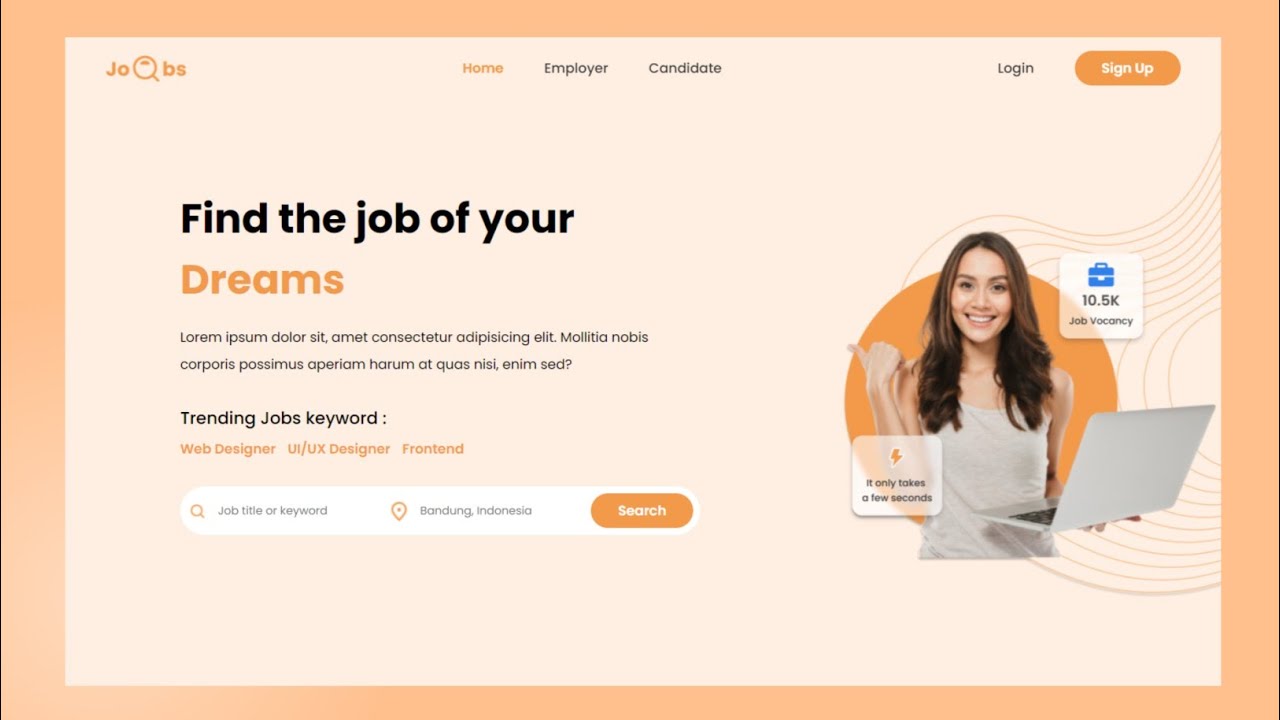 Jo bs
Home Employer Candidate
Login
Sign Up
Find the job of your
Dreams
Lorem ipsum dolor sit, amet consectetur adipisicing elit. Mollitia nobis
corporis possimus aperiam harum at quas nisi, enim sed?
Trending Jobs keyword :
Web Designer UI/UX Designer Frontend
Job title or keyword
Bandung, Indonesia
Search
10.5K
Job Vocancy
It only takes
a few seconds